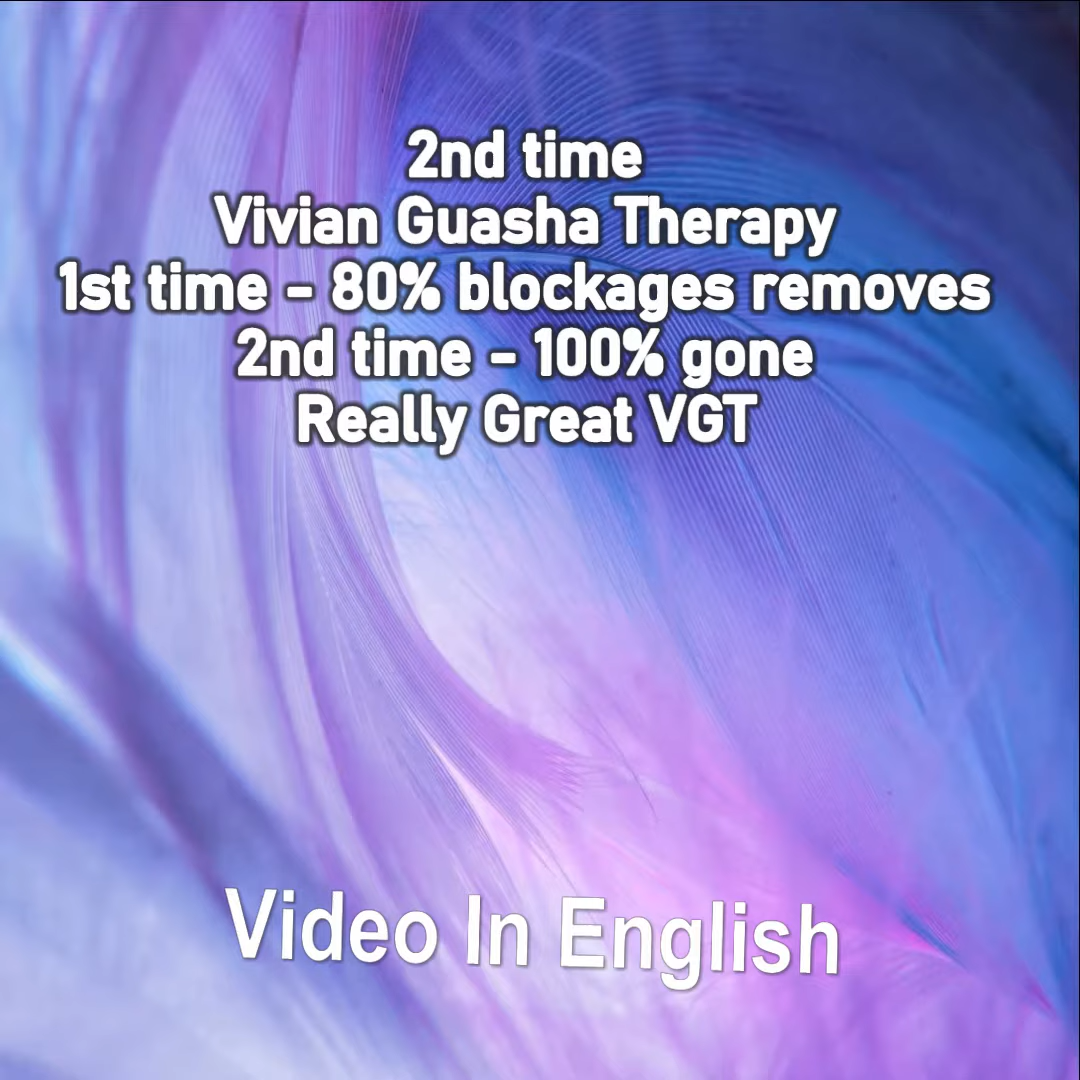 2nd time
Vivian Guasha Therapy
1st time - 80% blockages removes
2nd time - 100% gone
Really Great VGT
Video In English